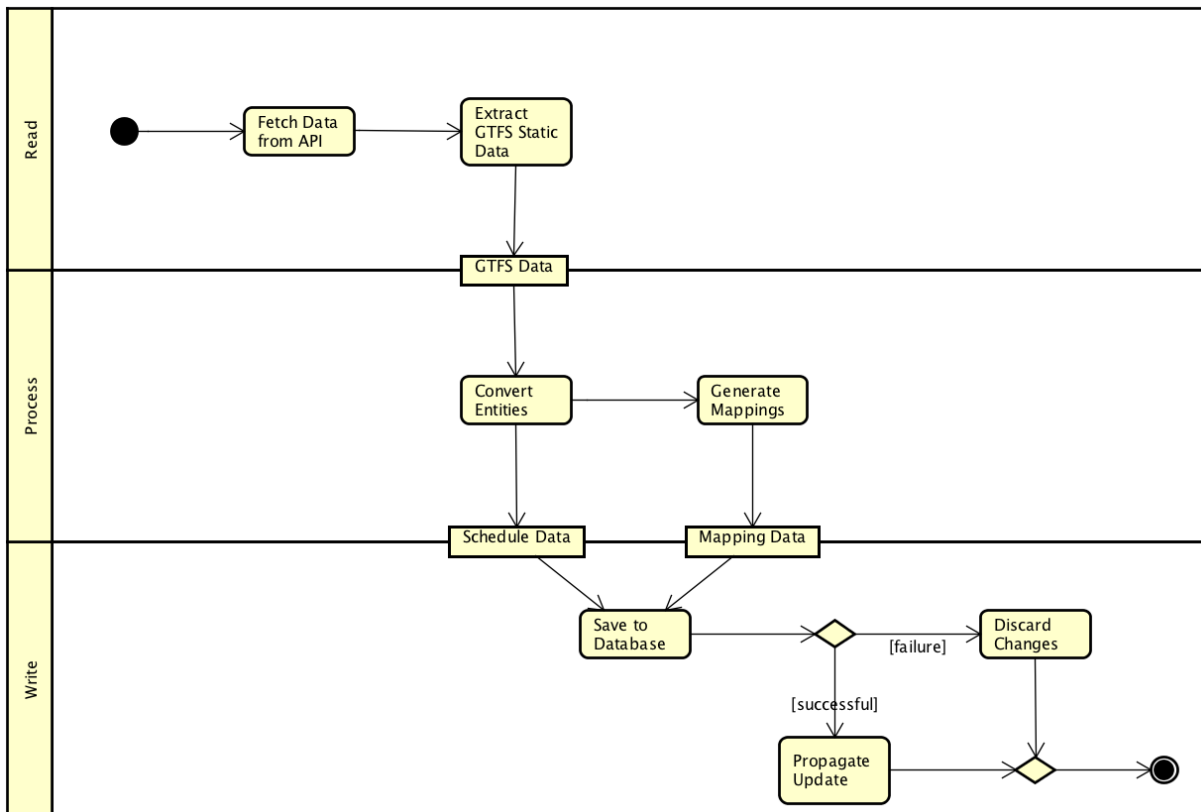 Read
Fetch Data
from API
Extract
GTFS Static
Data
GTFS Data
Process
Convert
Entities
Generate
Mappings
Schedule Data
Mapping Data
Write
Save to
Database
[failure]
Discard
Changes
[successful]
Propagate
Update